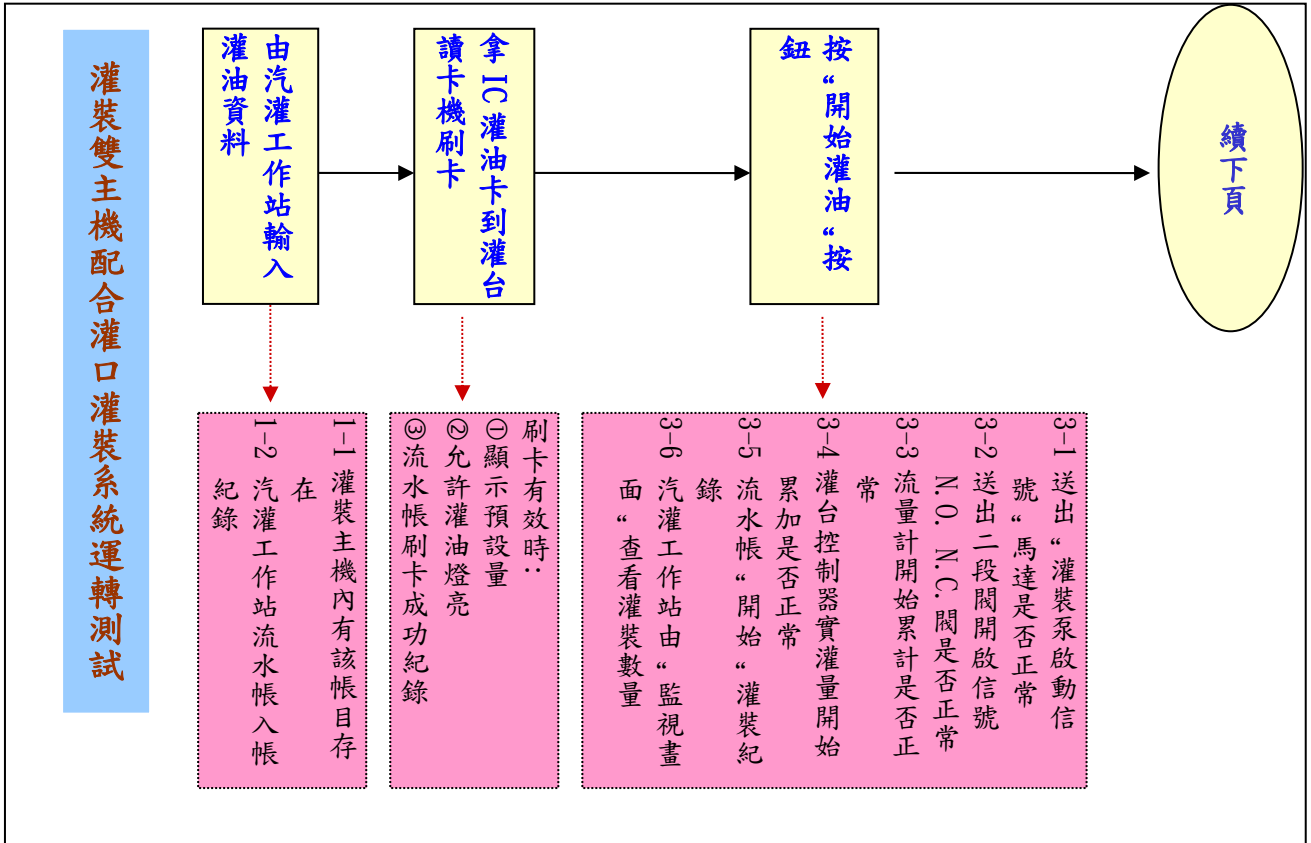 灌裝雙主機配合灌口灌裝系統運轉測試
由汽灌工作站輸入
灌油資料
拿IC灌油卡到灌台
讀卡機刷卡
按“開始灌油“按
鈕
續下頁
1-1 灌裝主機內有該帳目存
在
1-2 汽灌工作站流水帳入帳
紀錄
刷卡有效時:
①顯示預設量
②允許灌油燈亮
③流水帳刷卡成功紀錄
3-1 送出“灌裝泵啟動信
號“馬達是否正常
3-2 送出二段閥開啟信號
N.O. N.C.閥是否正常
3-3 流量計開始累計是否正
常
3-4 灌台控制器實灌量開始
累加是否正常
3-5 流水帳“開始“灌裝紀
錄
3-6 汽灌工作站由“監視畫
面“查看灌裝數量